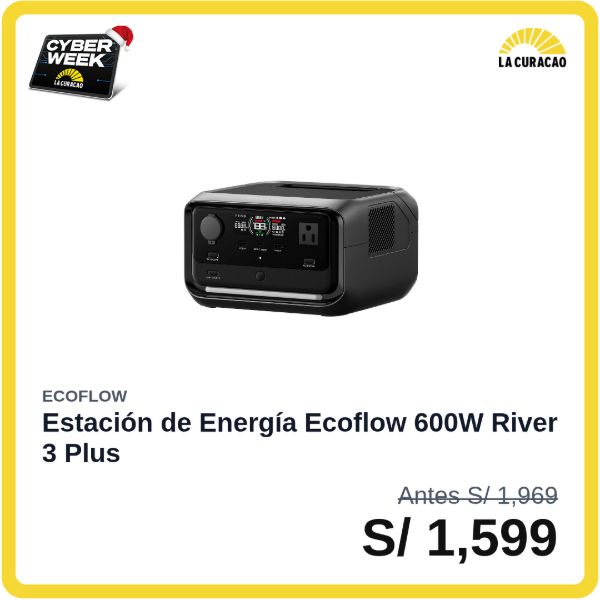 CYBER
WEEK
LA CURACAO
LA CURACAO
ECOFLOW
Estación de Energía Ecoflow 600W River
3 Plus
Antes S/ 1,969
S/ 1,599